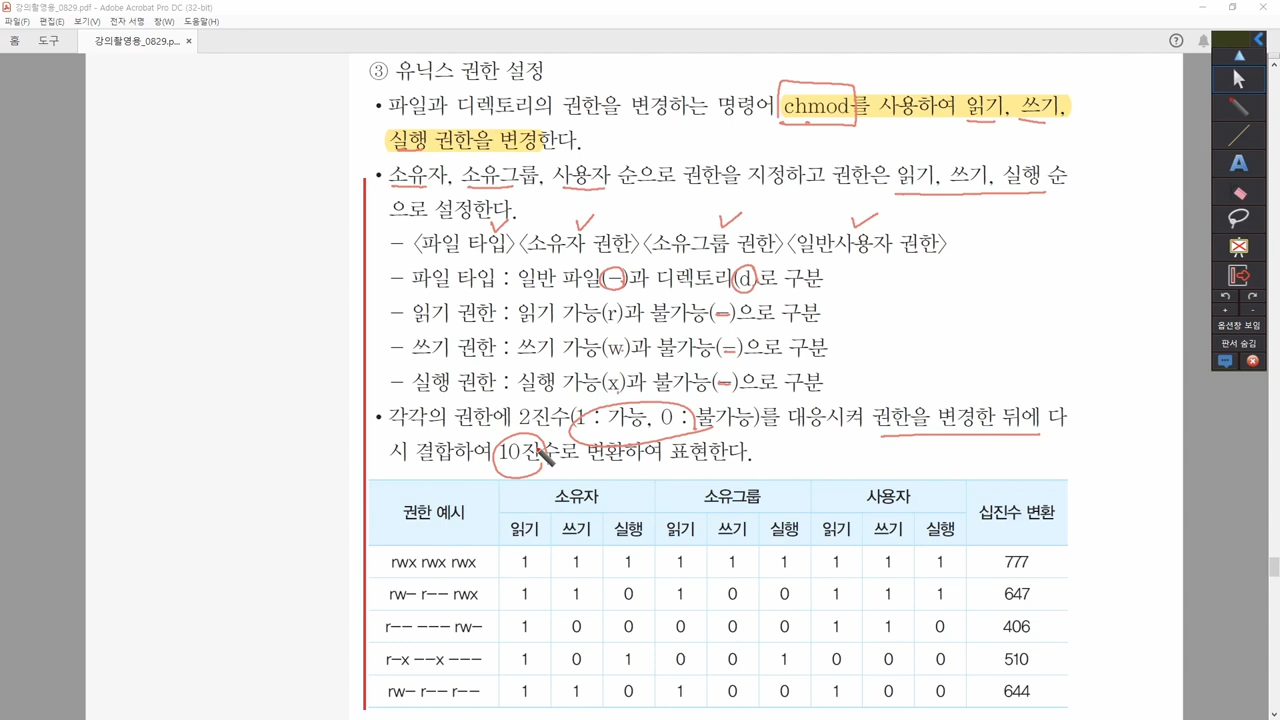 강의촬영용_0829.pdf - Adobe Acrobat Pro DC (32-bit)
파일(F) 편집(E) 보기(V) 전자 서명 창(W) 도움말(H)
홈 도구 강의촬영용_0829.p... ×
③ 유닉스 권한 설정
• 파일과 디렉토리의 권한을 변경하는 명령어 chmod를 사용하여 읽기, 쓰기,
실행 권한을 변경한다.
• 소유자, 소유그룹, 사용자 순으로 권한을 지정하고 권한은 읽기, 쓰기, 실행 순
으로 설정한다.
− 〈파일 타입〉〈소유자 권한〉〈소유그룹 권한〉〈일반사용자 권한〉
− 파일 타입 : 일반 파일(−)과 디렉토리(d)로 구분
− 읽기 권한 : 읽기 가능(r)과 불가능(−)으로 구분
− 쓰기 권한 : 쓰기 가능(w)과 불가능(−)으로 구분
− 실행 권한 : 실행 가능(x)과 불가능(−)으로 구분
• 각각의 권한에 2진수(1 : 가능, 0 : 불가능)를 대응시켜 권한을 변경한 뒤에 다
시 결합하여 10진수로 변환하여 표현한다.
권한 예시 소유자 소유그룹 사용자 십진수 변환
읽기 쓰기 실행 읽기 쓰기 실행 읽기 쓰기 실행
rwx rwx rwx 1 1 1 1 1 1 1 1 1 777
rw− r−− rwx 1 1 0 1 0 0 1 1 1 647
r−− −−− rw− 1 0 0 0 0 0 1 1 0 406
r−x −−x −−− 1 0 1 0 0 1 0 0 0 510
rw− r−− r−− 1 1 0 1 0 0 1 0 0 644
A
옵션창 보임
판서 숨김